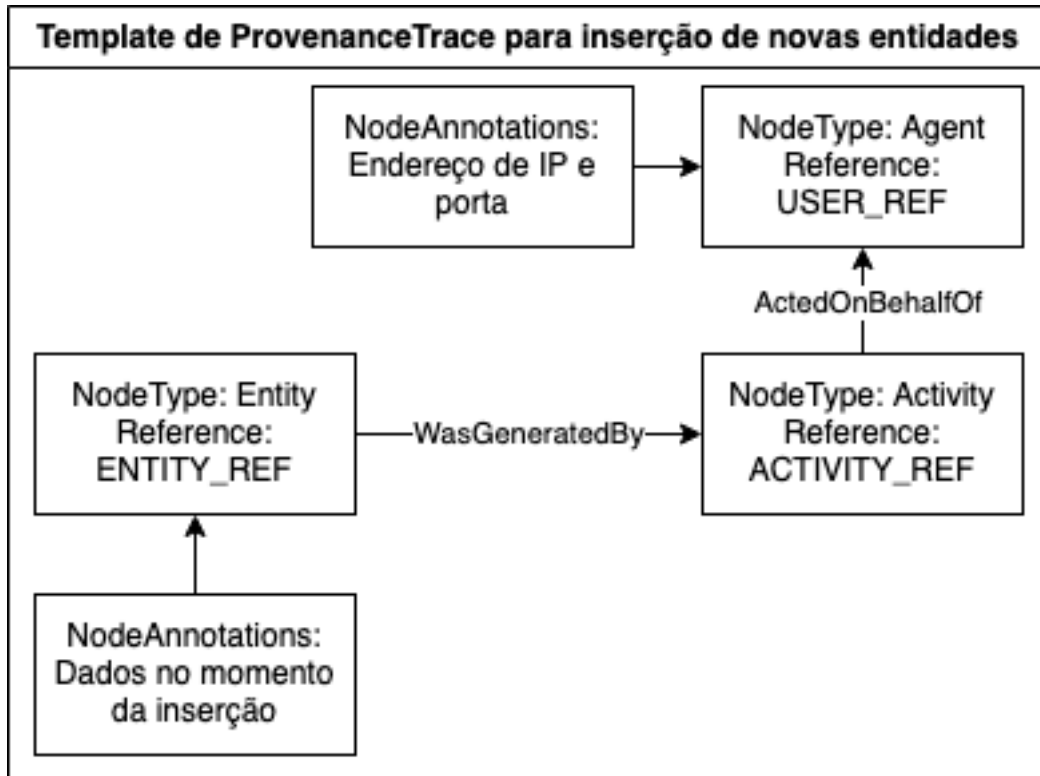 Template de ProvenanceTrace para inserção de novas entidades
NodeAnnotations:
Endereço de IP e
porta
NodeType: Agent
Reference:
USER_REF
ActedOnBehalfOf
NodeType: Entity
Reference:
ENTITY_REF
WasGeneratedBy
NodeType: Activity
Reference:
ACTIVITY_REF
NodeAnnotations:
Dados no momento
da inserção